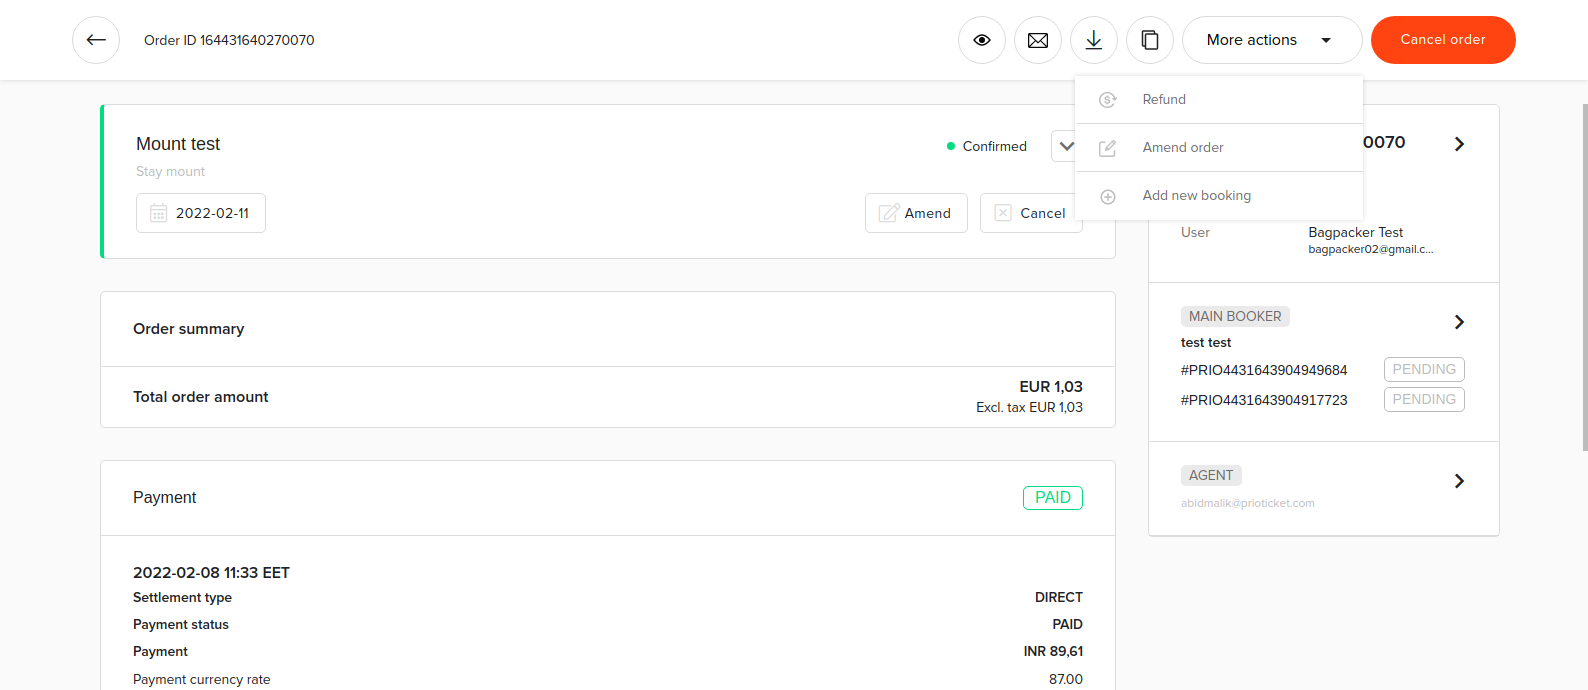 Order ID 164431640270070
More actions
Cancel order
Refund
Amend order
Add new booking
Mount test
Confirmed
Stay mount
2022-02-11
Amend
Cancel
0070
User
Bagpacker Test
bagpacker02@gmail.c...
Order summary
Total order amount
EUR 1,03
Excl. tax EUR 1,03
MAIN BOOKER
test test
#PRIO4431643904949684
PENDING
#PRIO4431643904917723
PENDING
AGENT
abidmalik@prioticket.com
Payment
PAID
2022-02-08 11:33 EET
Settlement type
DIRECT
Payment status
PAID
Payment
INR 89,61
Payment currency rate
87.00